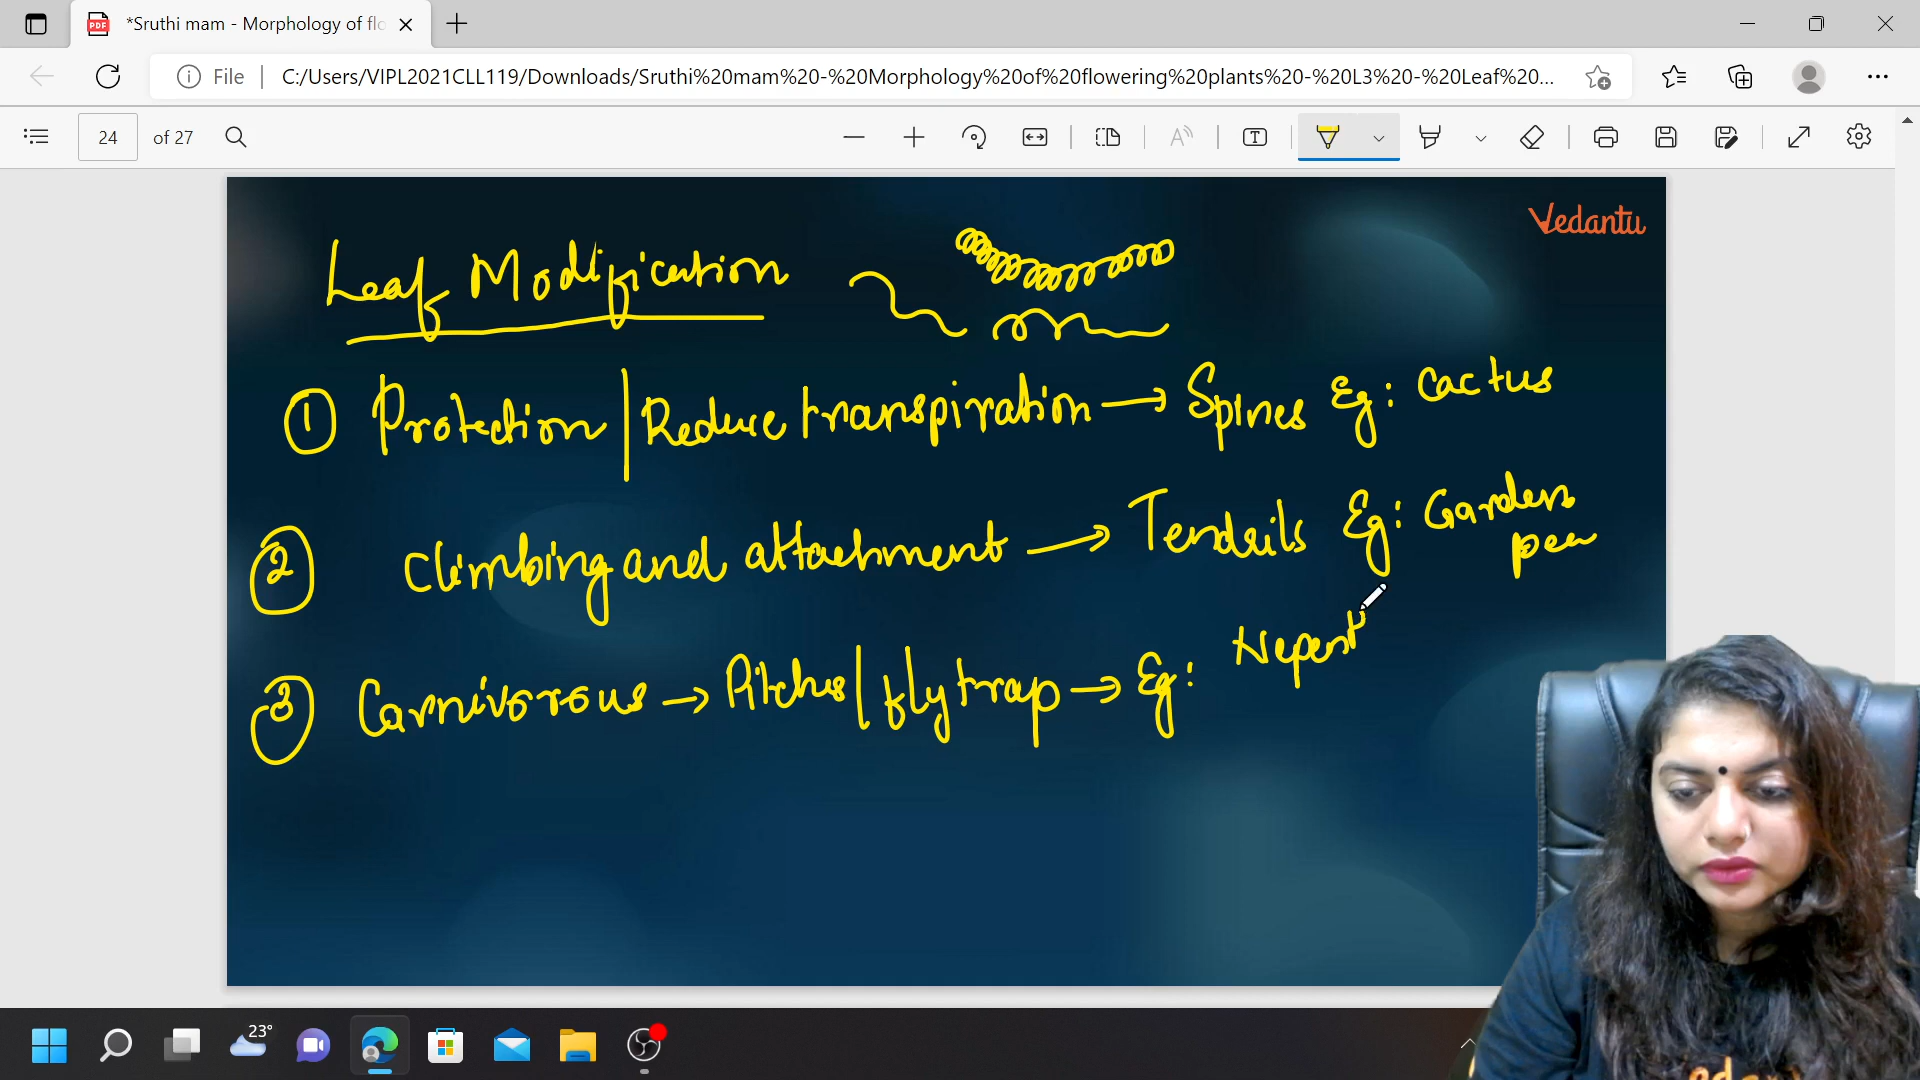 *Sruthi mam - Morphology of flo
File
C:/Users/VIPL2021CLL119/Downloads/Sruthi%20mam%20-%20Morphology%20of%20flowering%20plants%20-%20L3%20-%20Leaf%20...
24 of 27
Vedantu
Leaf Modification
① Protection | Reduce transpiration → Spines Eg: Cactus
② Climbing and attachment → Tendrils Eg: Garden
pea
③ Carnivorous → Pitcher | fly trap → Eg: Nepent
23°